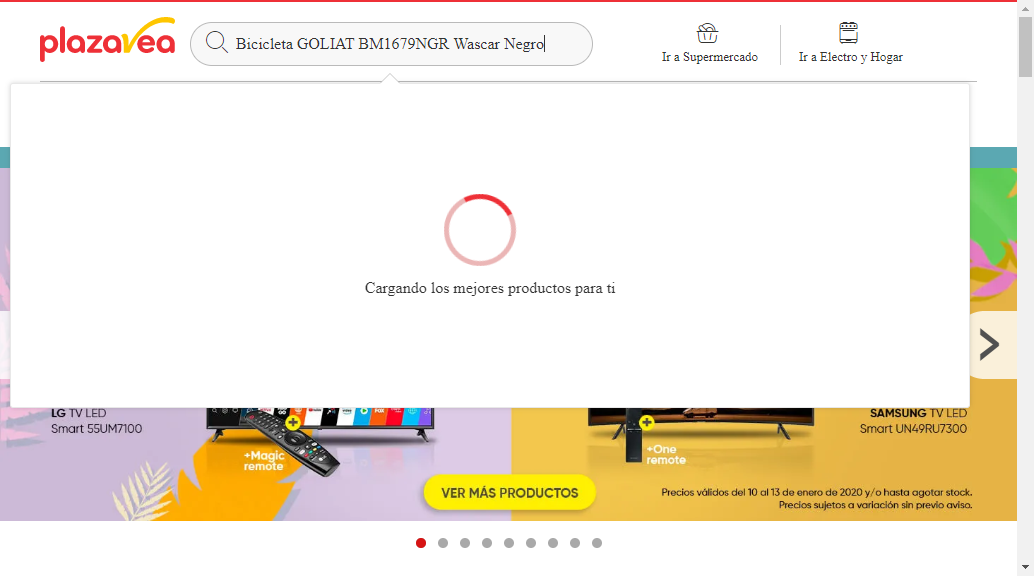 plazavea
Bicicleta GOLIAT BM1679NGR Wascar Negro
Ir a Supermercado
Ir a Electro y Hogar
Cargando los mejores productos para ti
LG TV LED
Smart 55UM7100
+Magic
remote
+One
remote
SAMSUNG TV LED
Smart UN49RU7300
VER MÁS PRODUCTOS
Precios válidos del 10 al 13 de enero de 2020 y/o hasta agotar stock.
Precios sujetos a variación sin previo aviso.